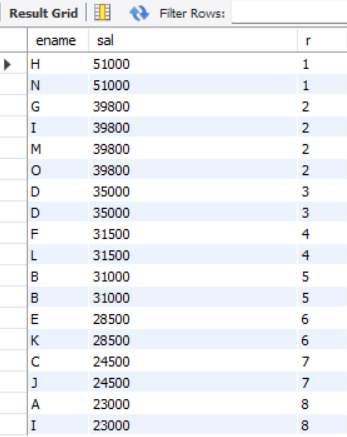 Result Grid Filter Rows:
ename sal r
H 51000 1
N 51000 1
G 39800 2
I 39800 2
M 39800 2
O 39800 2
D 35000 3
D 35000 3
F 31500 4
L 31500 4
B 31000 5
B 31000 5
E 28500 6
K 28500 6
C 24500 7
J 24500 7
A 23000 8
I 23000 8